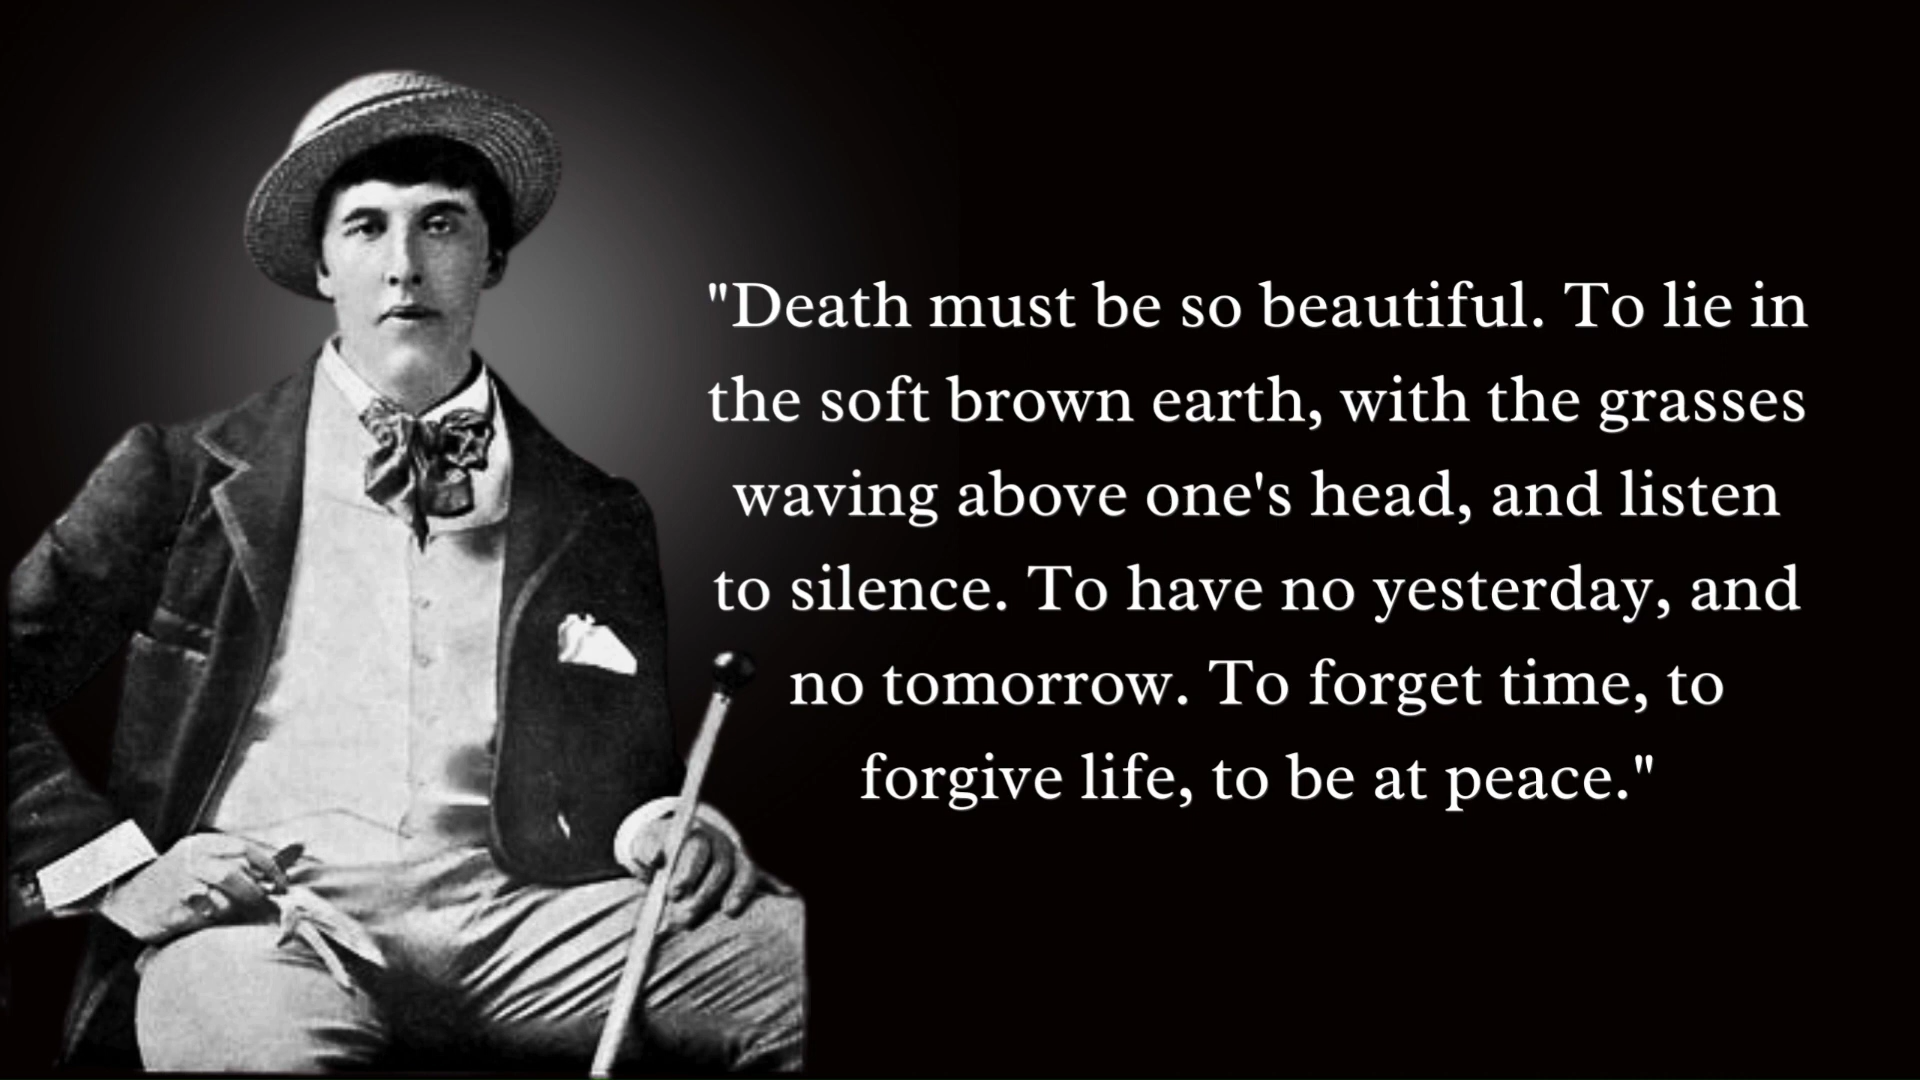 "Death must be so beautiful. To lie in
the soft brown earth, with the grasses
waving above one's head, and listen
to silence. To have no yesterday, and
no tomorrow. To forget time, to
forgive life, to be at peace."